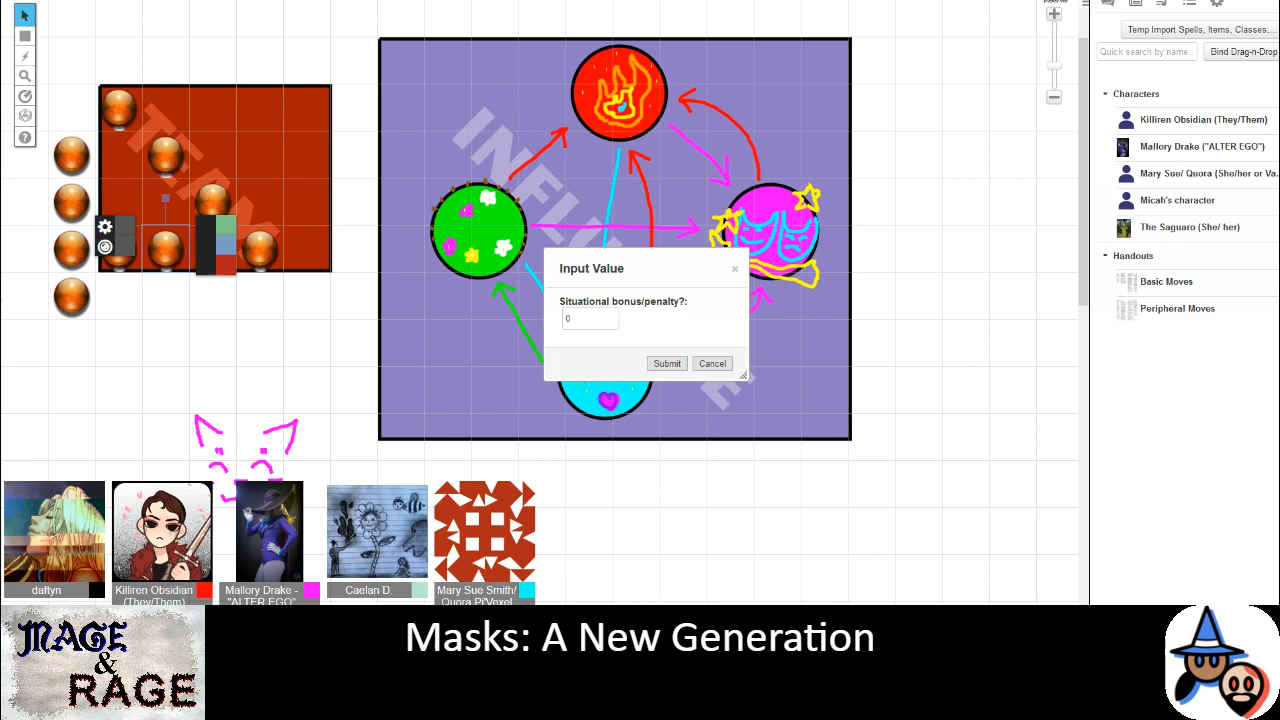 Temp Import Spells, Items, Classes,...
Quick search by name..
Bind Drag-n-Drop
Characters
Killiren Obsidian (They/Them)
Mallory Drake ("ALTER EGO")
Mary Sue/ Quora (She/her or Va.
Micah's character
The Saguaro (She/ her)
Handouts
Basic Moves
Peripheral Moves
TEAM
INFLU
E
Input Value
Situational bonus/penalty?:
0
Submit
Cancel
daftyn
Killiren Obsidian
(They/Them)
Mallory Drake -
"ALTER EGO"
Caelan D.
Mary Sue Smith/
Quora Pi'Vexel
MAGE
&
RAGE
Masks: A New Generation